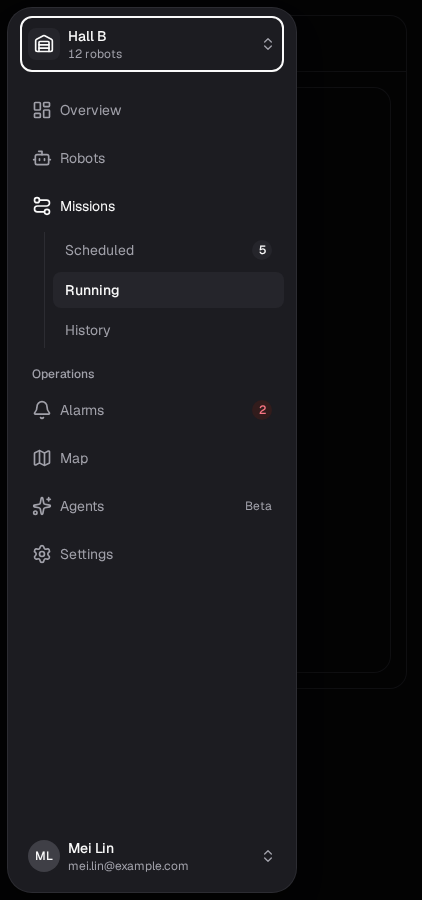 Hall B
12 robots
Overview
Robots
Missions
Scheduled 5
Running
History
Operations
Alarms 2
Map
Agents Beta
Settings
ML
Mei Lin
mei.lin@example.com